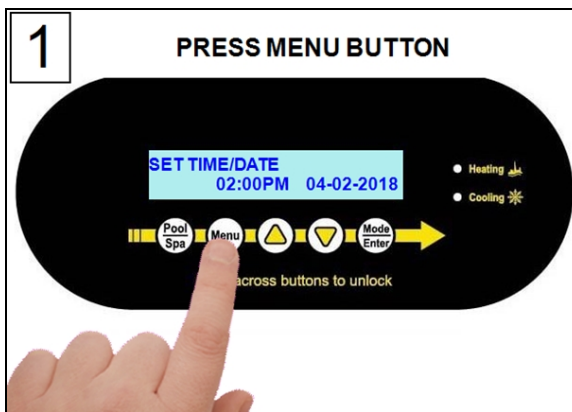 1
PRESS MENU BUTTON
SET TIME/DATE
02:00PM 04-02-2018
Heating
Cooling
Pool
Spa
Menu
Mode
Enter
across buttons to unlock